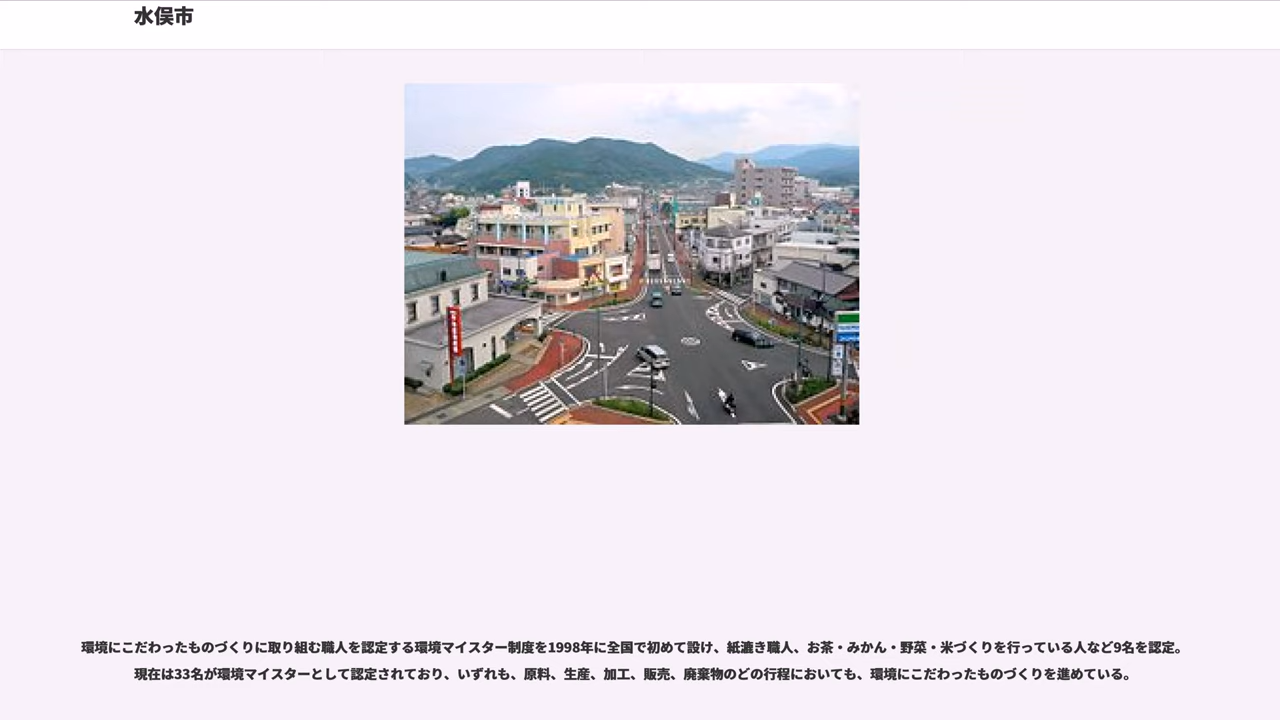 水俣市
環境にこだわったものづくりに取り組む職人を認定する環境マイスター制度を1998年に全国で初めて設け、紙漉き職人、お茶・みかん・野菜・米づくりを行っている人など9名を認定。
現在は33名が環境マイスターとして認定されており、いずれも、原料、生産、加工、販売、廃棄物のどの行程においても、環境にこだわったものづくりを進めている。